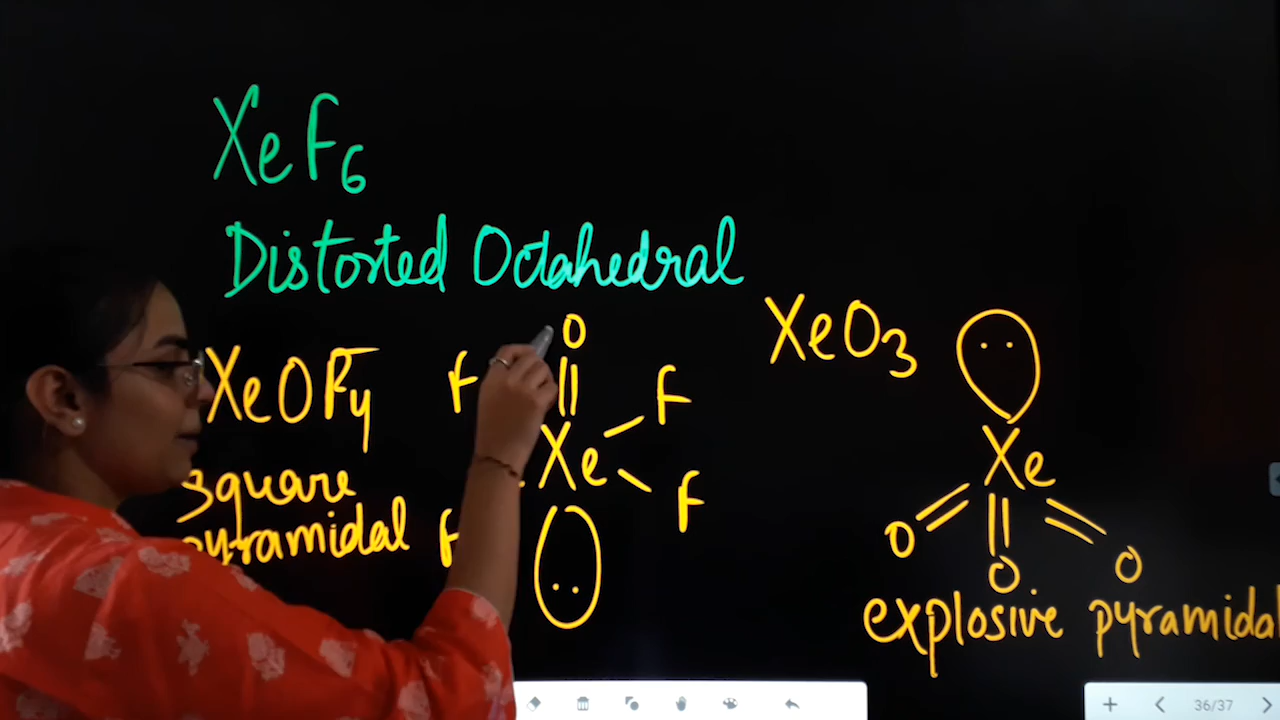 XeF6
Distorted Octahedral
XeOF4
square
pyramidal
O
F
F
Xe
F
F
XeO3
Xe
O
O
O
explosive pyramidal
36/37